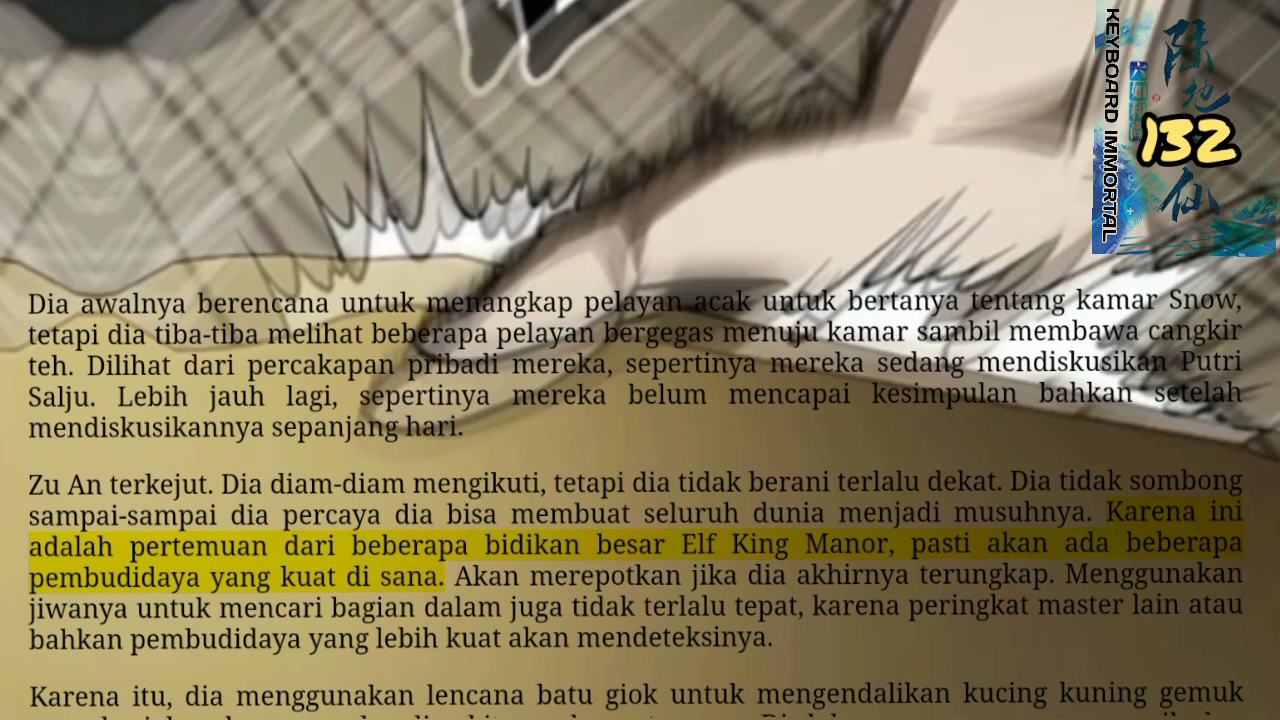 KEYBOARD IMMORTAL
陸地
132
仙
Dia awalnya berencana untuk menangkap pelayan acak untuk bertanya tentang kamar Snow,
tetapi dia tiba-tiba melihat beberapa pelayan bergegas menuju kamar sambil membawa cangkir
teh. Dilihat dari percakapan pribadi mereka, sepertinya mereka sedang mendiskusikan Putri
Salju. Lebih jauh lagi, sepertinya mereka belum mencapai kesimpulan bahkan setelah
mendiskusikannya sepanjang hari.
Zu An terkejut. Dia diam-diam mengikuti, tetapi dia tidak berani terlalu dekat. Dia tidak sombong
sampai-sampai dia percaya dia bisa membuat seluruh dunia menjadi musuhnya. Karena ini
adalah pertemuan dari beberapa bidikan besar Elf King Manor, pasti akan ada beberapa
pembudidaya yang kuat di sana. Akan merepotkan jika dia akhirnya terungkap. Menggunakan
jiwanya untuk mencari bagian dalam juga tidak terlalu tepat, karena peringkat master lain atau
bahkan pembudidaya yang lebih kuat akan mendeteksinya.
Karena itu, dia menggunakan lencana batu giok untuk mengendalikan kucing kuning gemuk